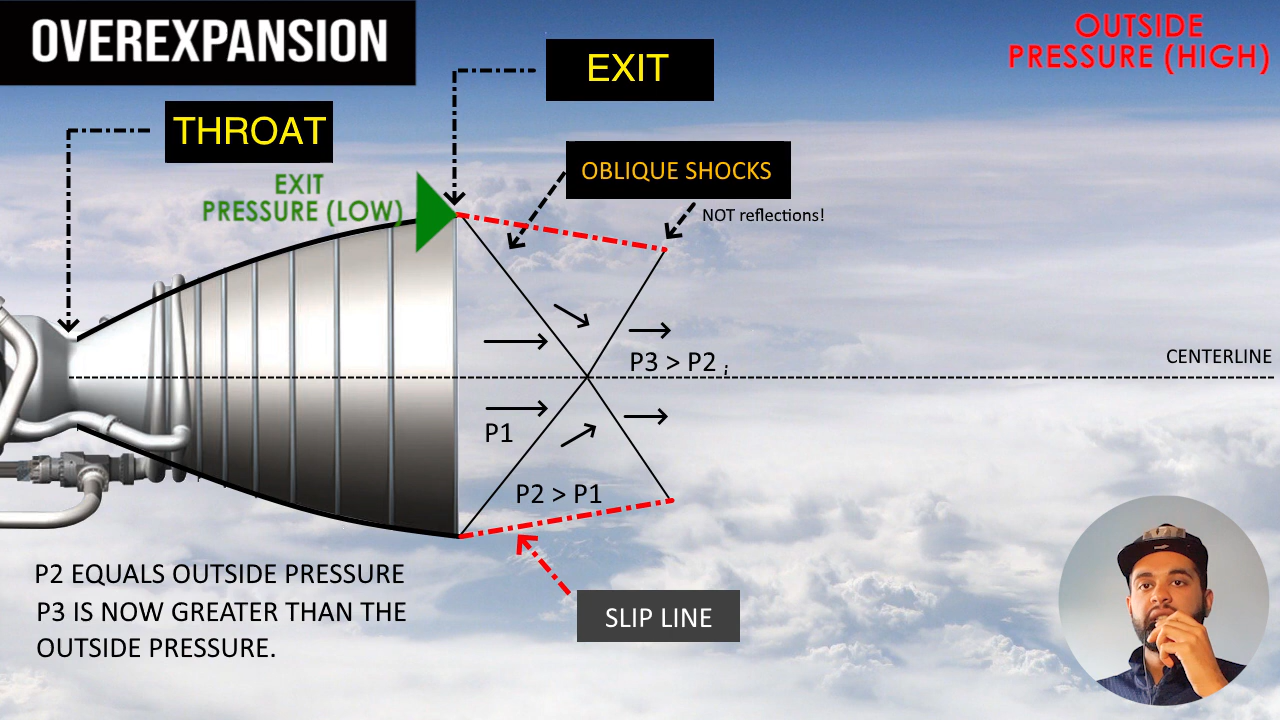 OVEREXPANSION
OUTSIDE
PRESSURE (HIGH)
EXIT
THROAT
OBLIQUE SHOCKS
EXIT
PRESSURE (LOW)
NOT reflections!
P3 > P2 i
CENTERLINE
P1
P2 > P1
P2 EQUALS OUTSIDE PRESSURE
P3 IS NOW GREATER THAN THE
OUTSIDE PRESSURE.
SLIP LINE